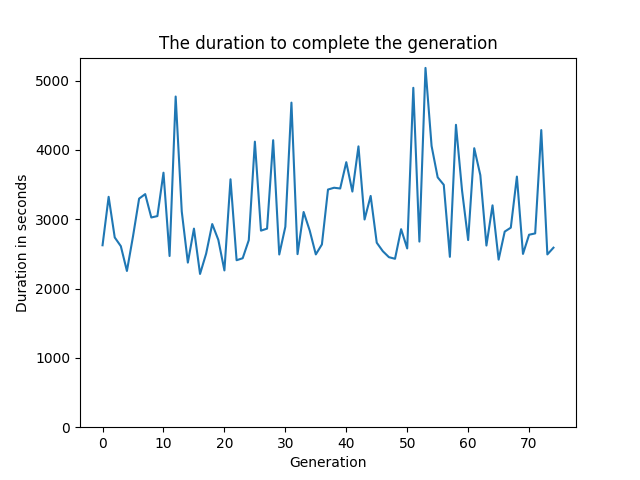 The duration to complete the generation
Duration in seconds
5000
4000
3000
2000
1000
0
0 10 20 30 40 50 60 70
Generation